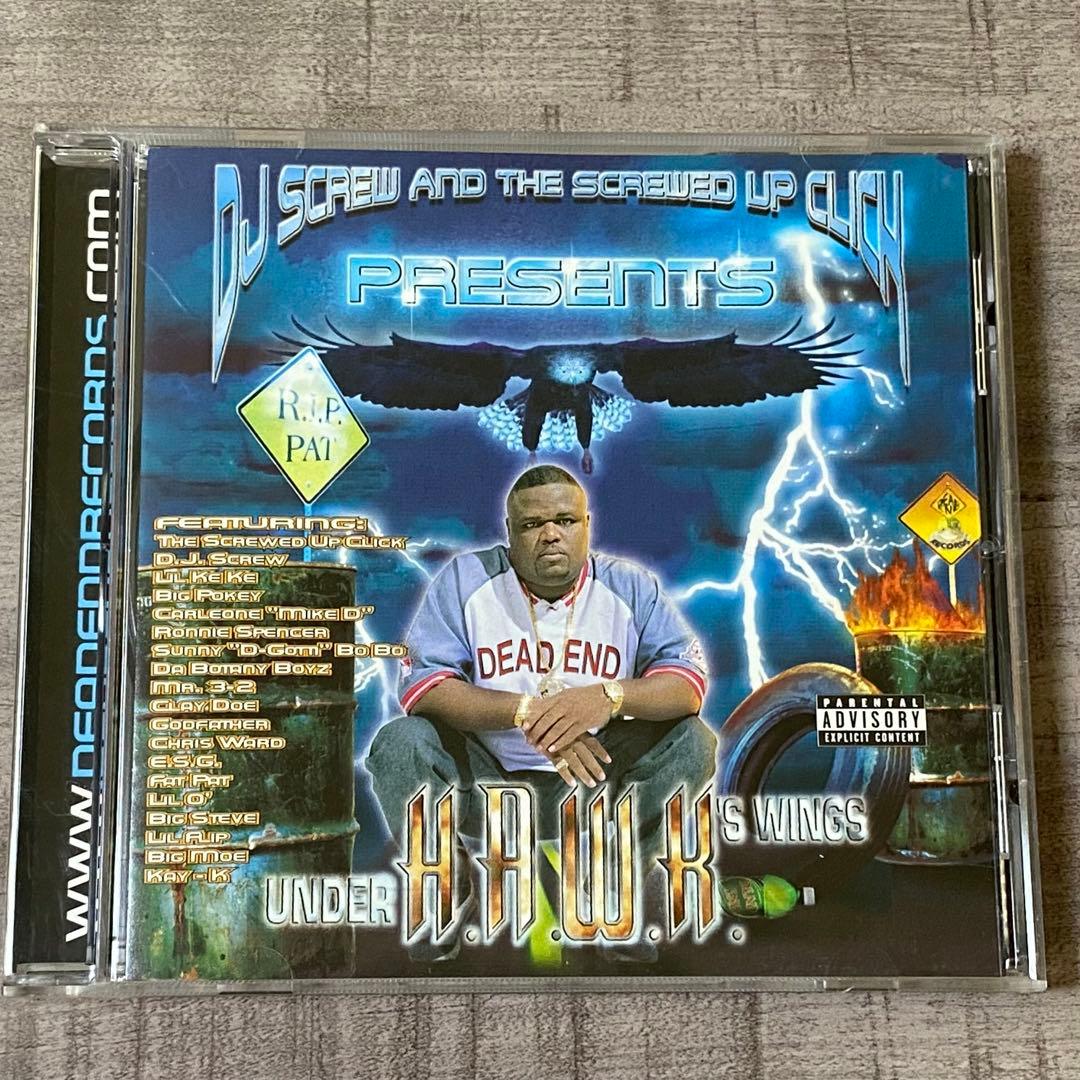 www.DEADENDRECORDS.com
DJ SCREW AND THE SCREWED UP CLICK
PRESENTS
R.I.P.
PAT
FEATURING:
THE SCREWED UP CLICK
D.J. SCREW
LIL KE KE
BIG POKEY
CARLEONE "MIKE D"
RONNIE SPENCER
SUNNY "D-GOTTI" BO BO
DA BOTANY BOYZ
MR. 3-2
CLAY DOE
GODFATHER
CHRIS WARD
E.S.G.
FAT PAT
LIL O'
BIG STEVE
LIL FLIP
BIG MOE
KAY-K
DEAD END
PARENTAL
ADVISORY
EXPLICIT CONTENT
UNDER H.A.W.K.'S WINGS